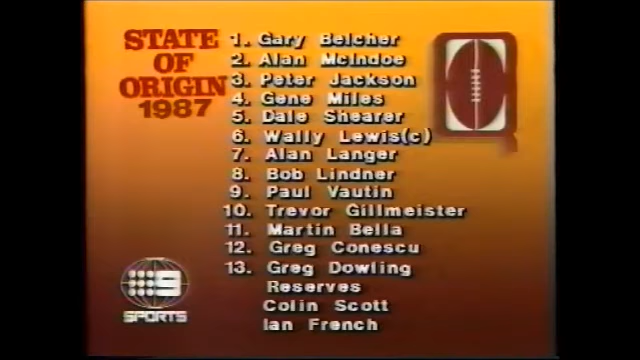 STATE
OF
ORIGIN
1987
1. Gary Belcher
2. Alan McIndoe
3. Peter Jackson
4. Gene Miles
5. Dale Shearer
6. Wally Lewis(c)
7. Alan Langer
8. Bob Lindner
9. Paul Vautin
10. Trevor Gillmeister
11. Martin Bella
12. Greg Conescu
13. Greg Dowling
Reserves
Colin Scott
Ian French
9
SPORTS